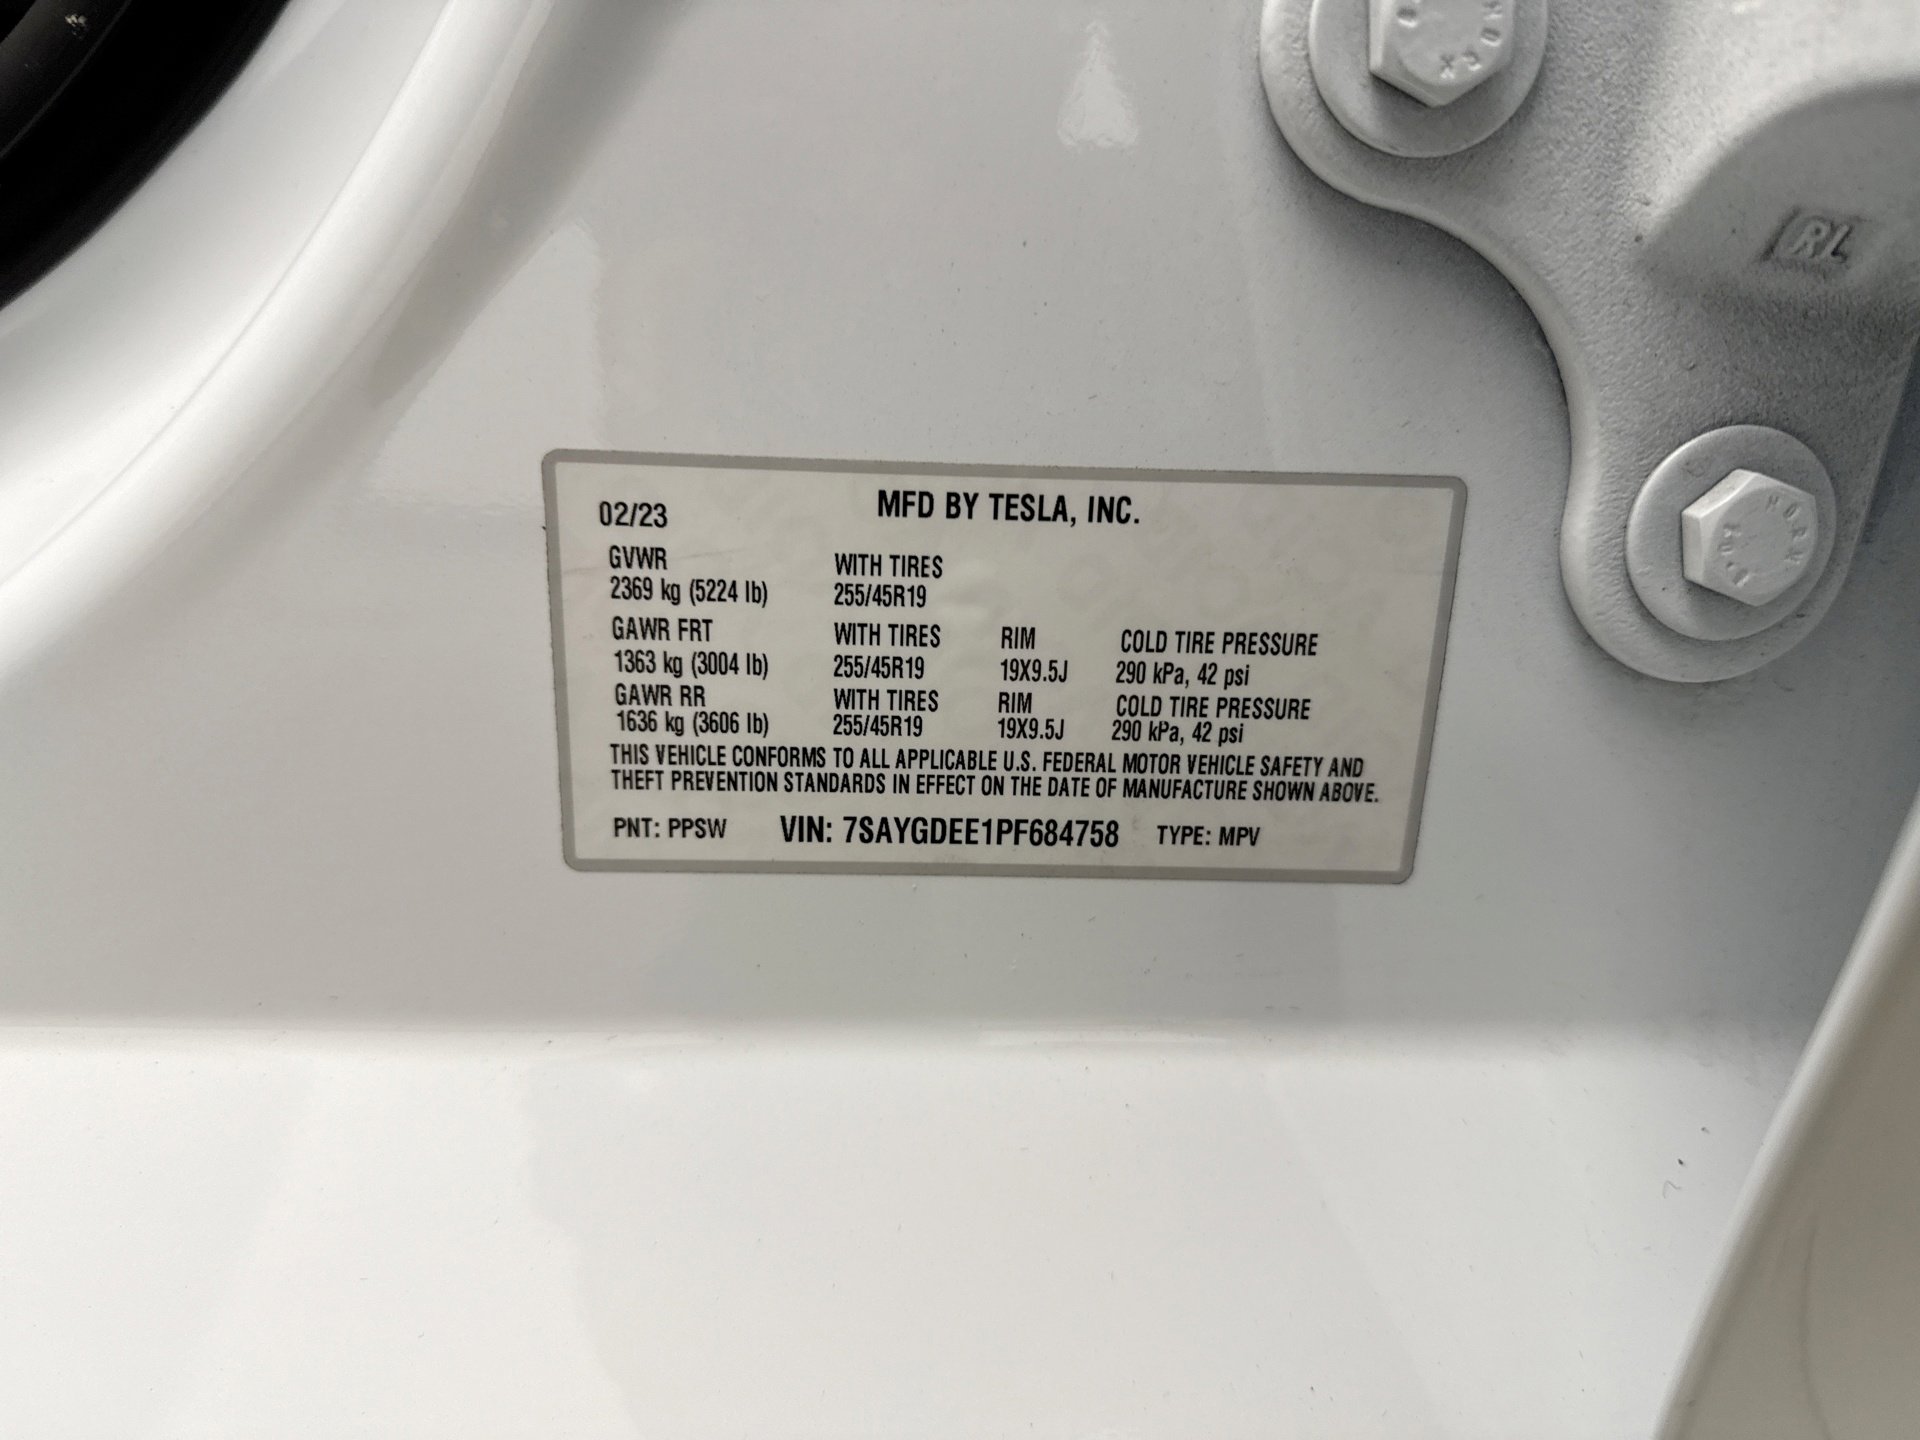 RL
02/23 MFD BY TESLA, INC.
GVWR WITH TIRES
2369 kg (5224 lb) 255/45R19
GAWR FRT WITH TIRES RIM COLD TIRE PRESSURE
1363 kg (3004 lb) 255/45R19 19X9.5J 290 kPa, 42 psi
GAWR RR WITH TIRES RIM COLD TIRE PRESSURE
1636 kg (3606 lb) 255/45R19 19X9.5J 290 kPa, 42 psi
THIS VEHICLE CONFORMS TO ALL APPLICABLE U.S. FEDERAL MOTOR VEHICLE SAFETY AND
THEFT PREVENTION STANDARDS IN EFFECT ON THE DATE OF MANUFACTURE SHOWN ABOVE.
PNT: PPSW VIN: 7SAYGDEE1PF684758 TYPE: MPV